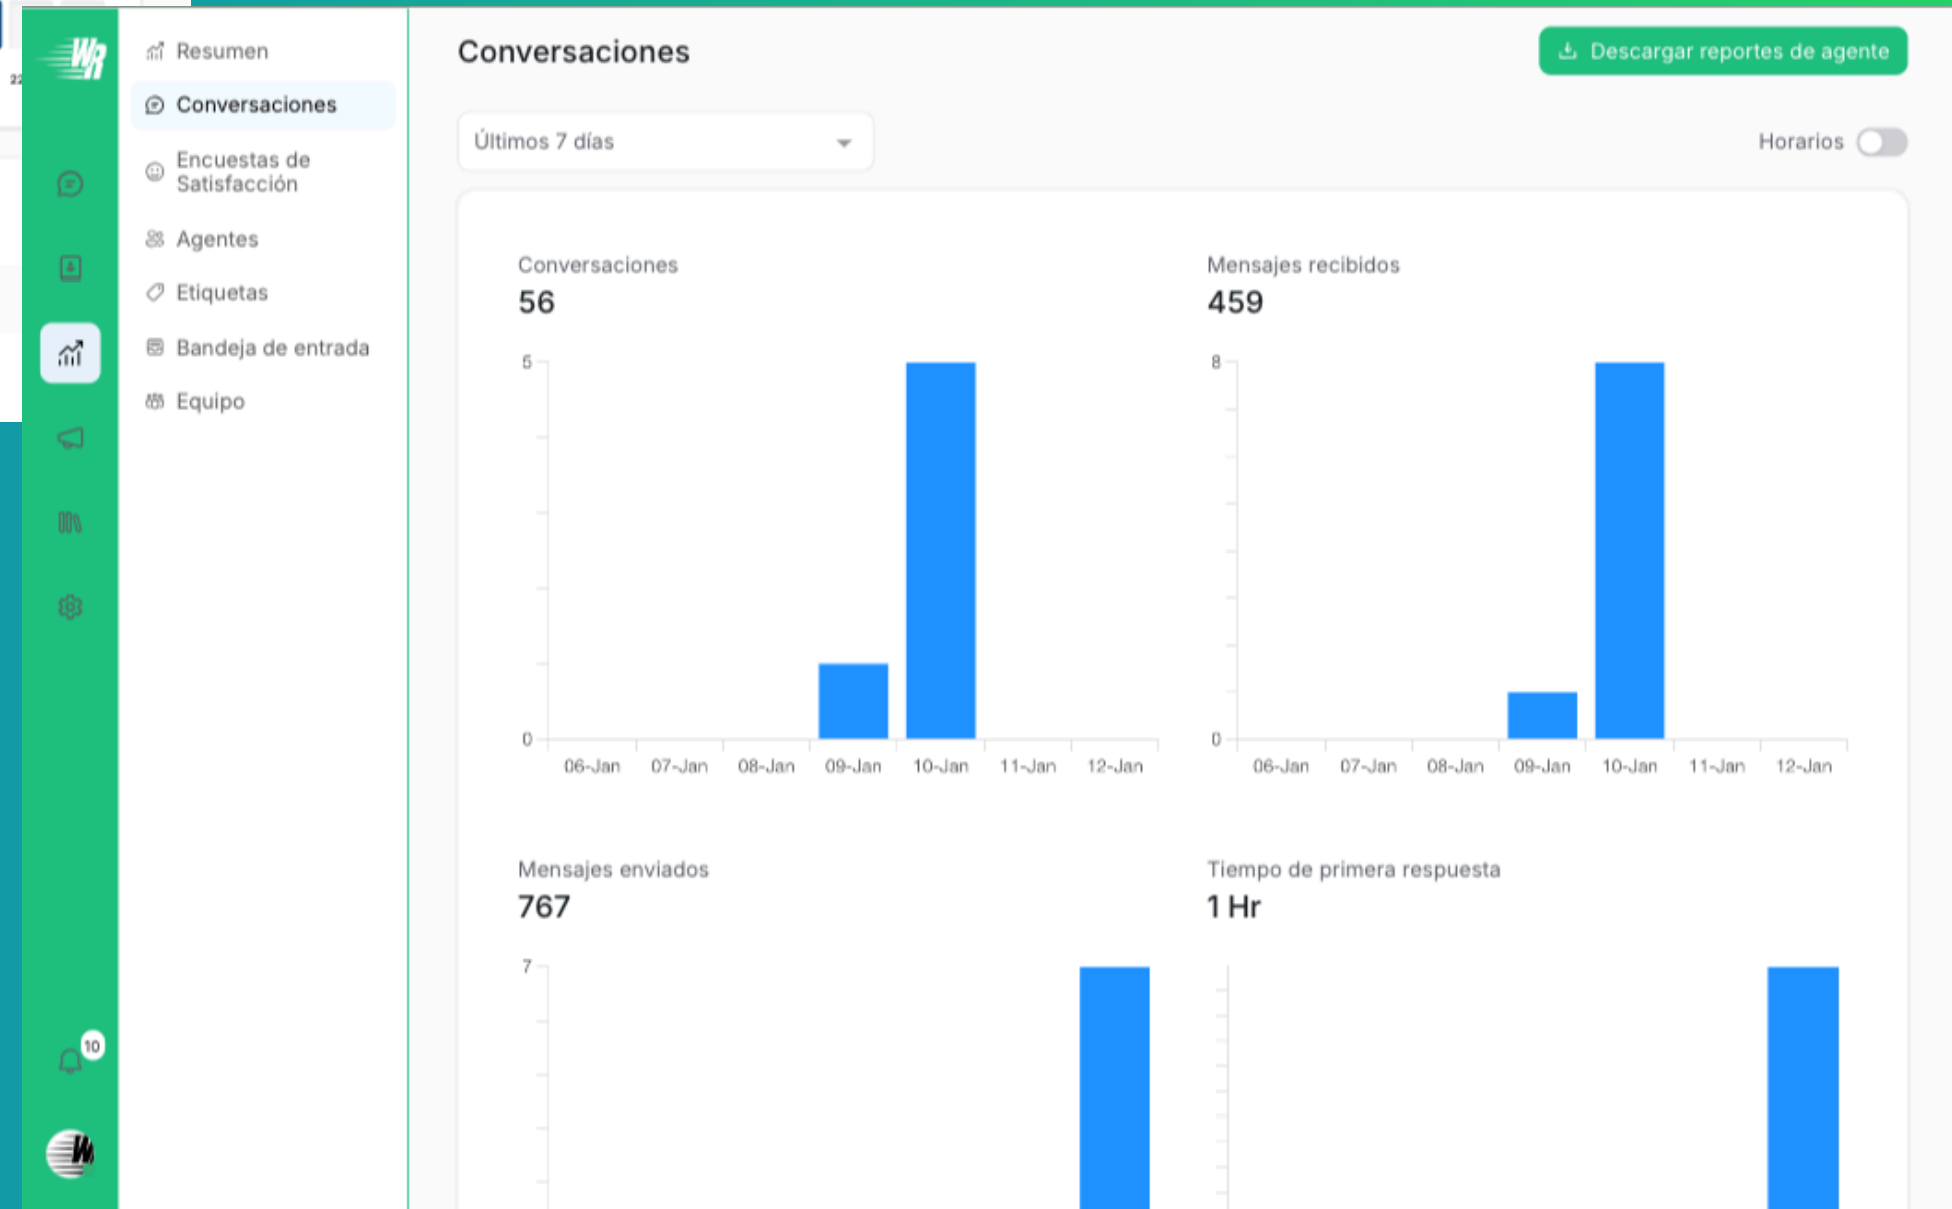 22
WR
Resumen
Conversaciones
Encuestas de
Satisfacción
Agentes
Etiquetas
Bandeja de entrada
Equipo
10
W
Conversaciones
Descargar reportes de agente
Últimos 7 días
Horarios
Conversaciones
56
5
0
06-Jan 07-Jan 08-Jan 09-Jan 10-Jan 11-Jan 12-Jan
Mensajes recibidos
459
8
0
06-Jan 07-Jan 08-Jan 09-Jan 10-Jan 11-Jan 12-Jan
Mensajes enviados
767
7
Tiempo de primera respuesta
1 Hr